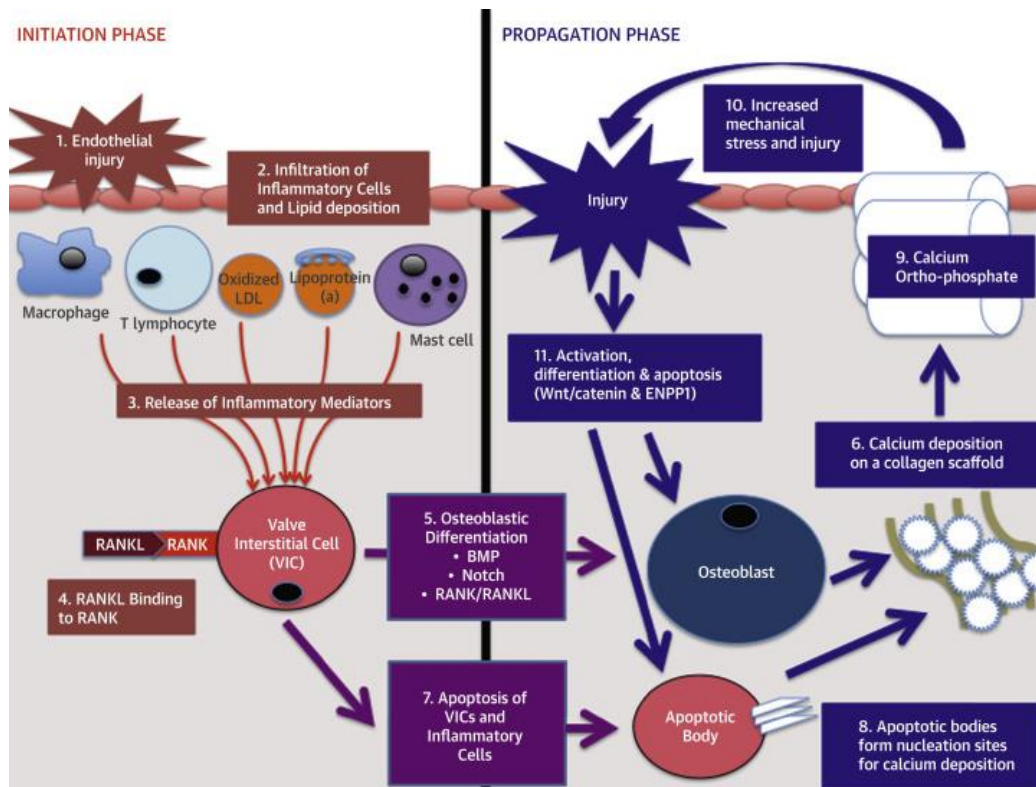 INITIATION PHASE
PROPAGATION PHASE
1. Endothelial
injury
2. Infiltration of
Inflammatory Cells
and Lipid deposition
Macrophage
T lymphocyte
Oxidized
LDL
Lipoprotein
(a)
Mast cell
3. Release of Inflammatory Mediators
Valve
Interstitial Cell
(VIC)
RANKL
RANK
4. RANKL Binding
to RANK
5. Osteoblastic
Differentiation
• BMP
• Notch
• RANK/RANKL
7. Apoptosis of
VICs and
Inflammatory
Cells
10. Increased
mechanical
stress and injury
Injury
9. Calcium
Ortho-phosphate
11. Activation,
differentiation & apoptosis
(Wnt/catenin & ENPP1)
6. Calcium deposition
on a collagen scaffold
Osteoblast
Apoptotic
Body
8. Apoptotic bodies
form nucleation sites
for calcium deposition